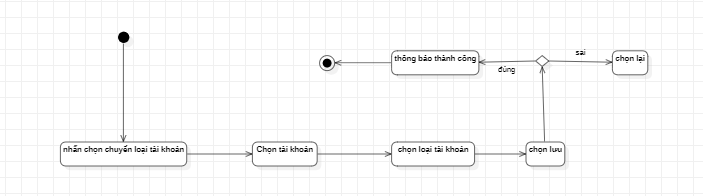 sai
thông báo thành công
chọn lại
đúng
nhấn chọn chuyển loại tài khoản
Chọn tài khoản
chọn loại tài khoản
chọn lưu